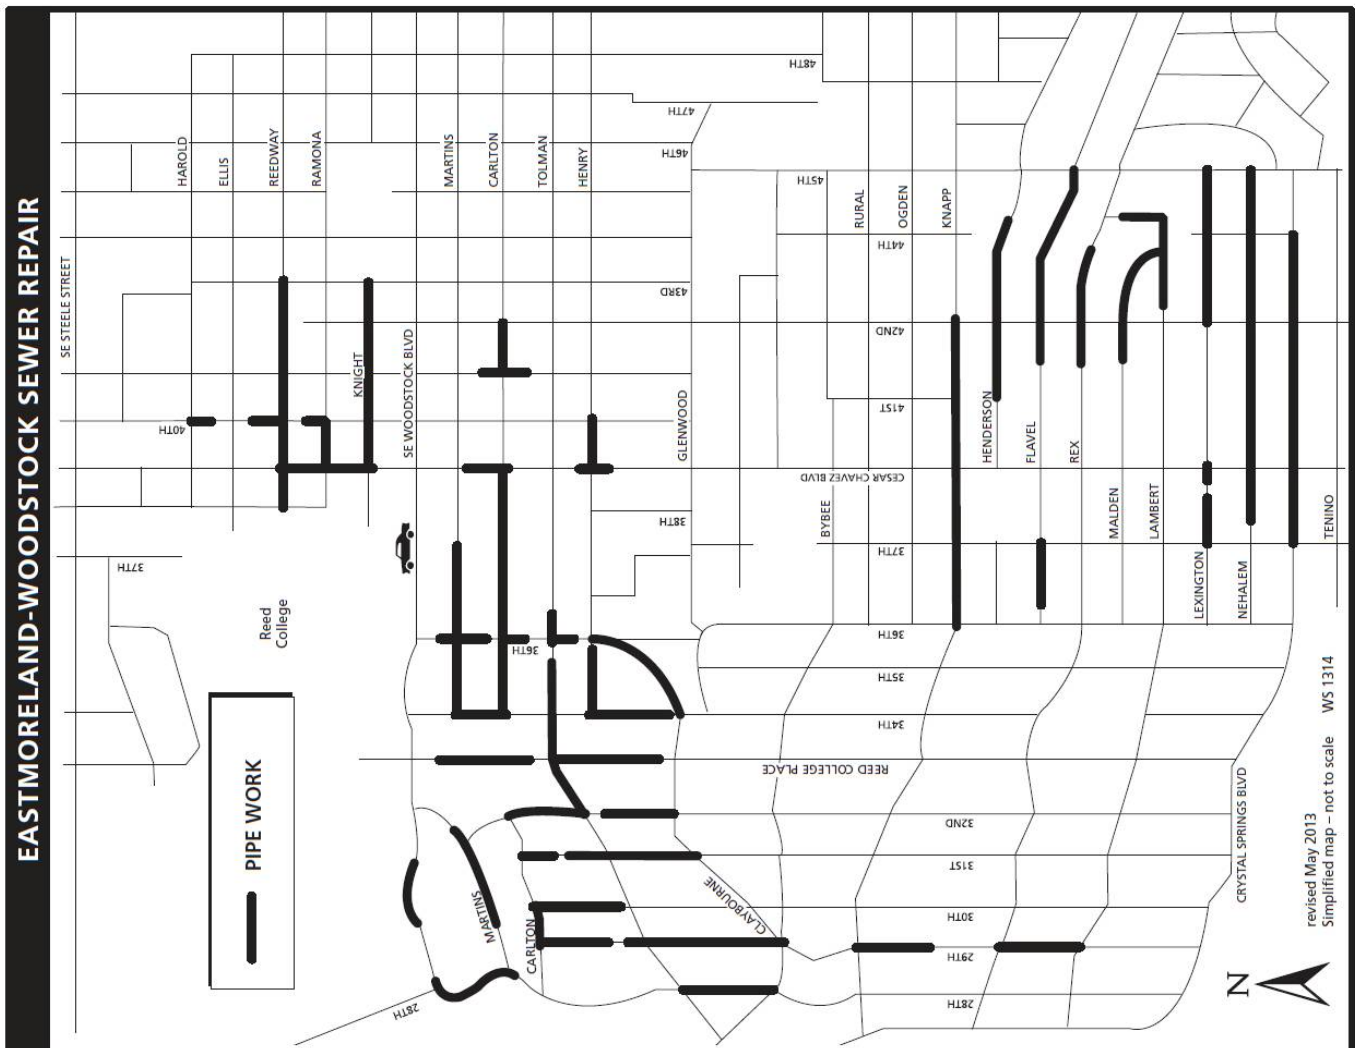 EASTMORELAND-WOODSTOCK SEWER REPAIR
SE STEELE STREET
HAROLD
ELLIS
REEDWAY
RAMONA
KNIGHT
SE WOODSTOCK BLVD
MARTINS
CARLTON
TOLMAN
HENRY
GLENWOOD
48TH
47TH
46TH
45TH
44TH
43RD
42ND
41ST
40TH
CESAR CHAVEZ BLVD
38TH
37TH
37TH
36TH
36TH
35TH
34TH
REED COLLEGE PLACE
32ND
31ST
30TH
29TH
28TH
28TH
RURAL
OGDEN
KNAPP
BYBEE
HENDERSON
FLAVEL
REX
MALDEN
LAMBERT
LEXINGTON
NEHALEM
TENINO
Reed
College
MARTINS
CARLTON
CLAYBOURNE
CRYSTAL SPRINGS BLVD
PIPE WORK
N
revised May 2013
Simplified map – not to scale WS 1314